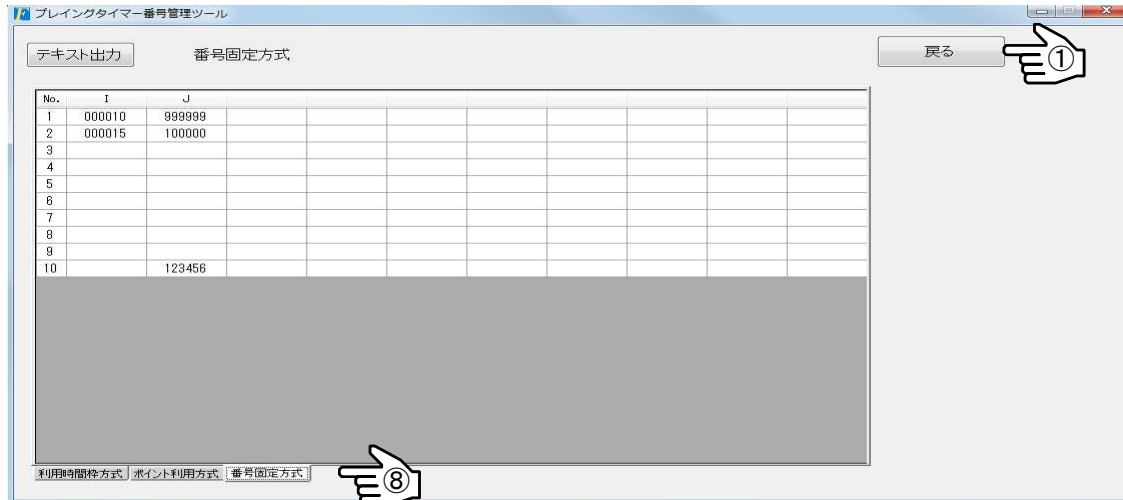 プレイングタイマー番号管理ツール
テキスト出力 番号固定方式 戻る ①
No. I J
1 000010 999999
2 000015 100000
3
4
5
6
7
8
9
10 123456
利用時間枠方式 ポイント利用方式 番号固定方式 ⑧